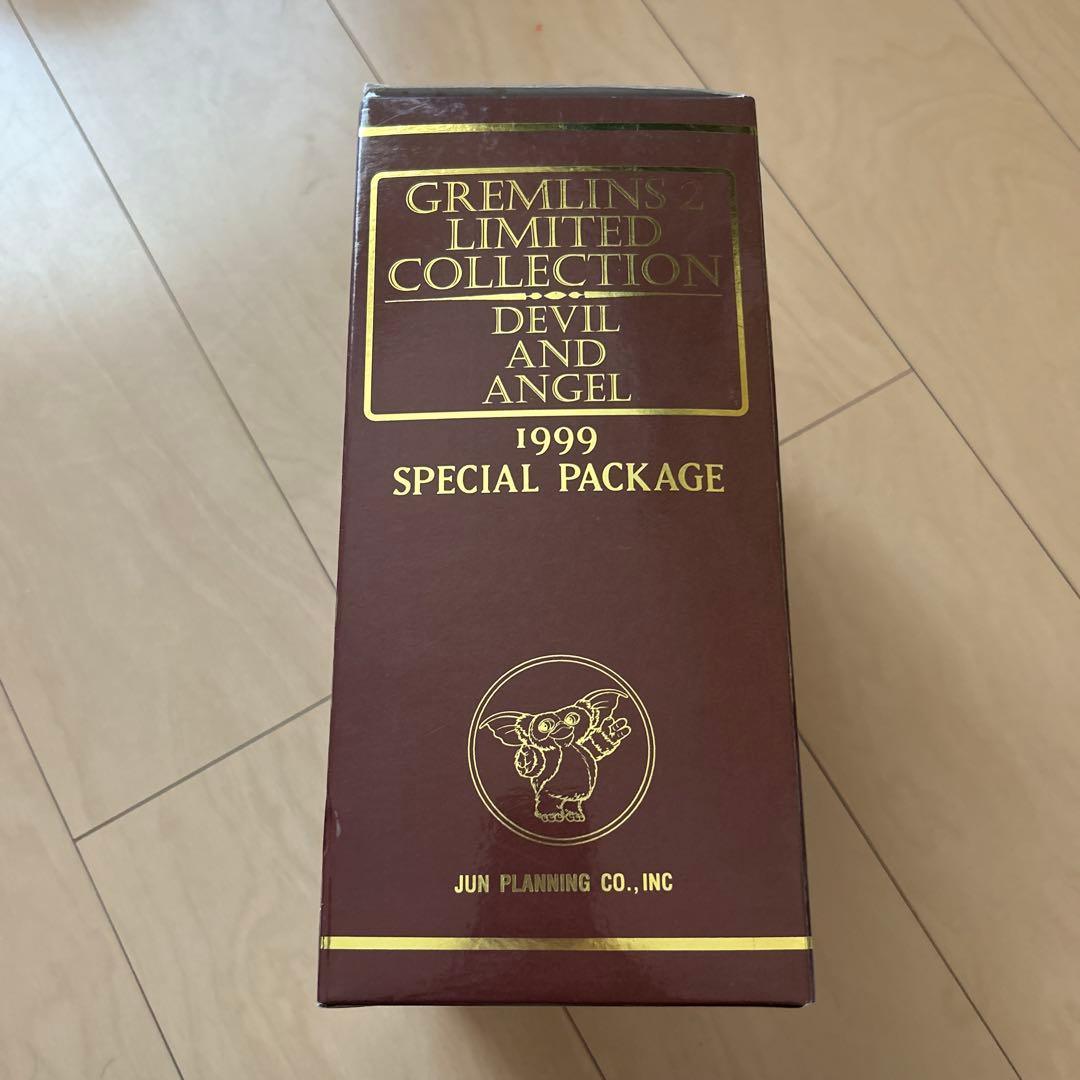 GREMLINS 2
LIMITED
COLLECTION
DEVIL
AND
ANGEL
1999
SPECIAL PACKAGE
JUN PLANNING CO., INC